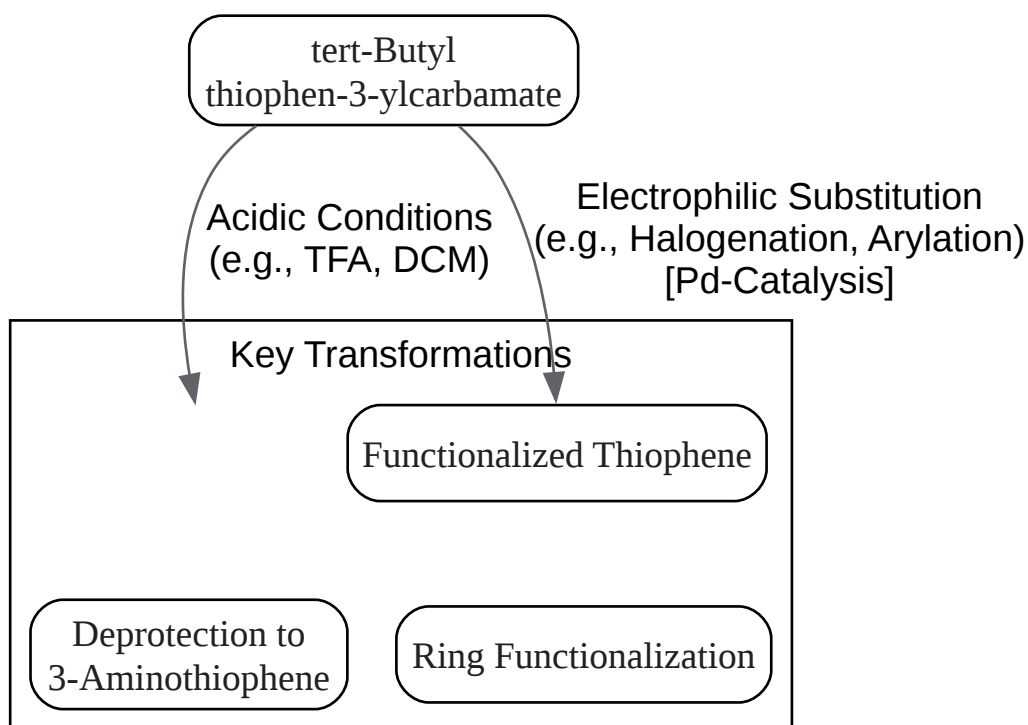 tert-Butyl
thiophen-3-ylcarbamate
Acidic Conditions
(e.g., TFA, DCM)
Electrophilic Substitution
(e.g., Halogenation, Arylation)
[Pd-Catalysis]
Key Transformations
Functionalized Thiophene
Deprotection to
3-Aminothiophene
Ring Functionalization